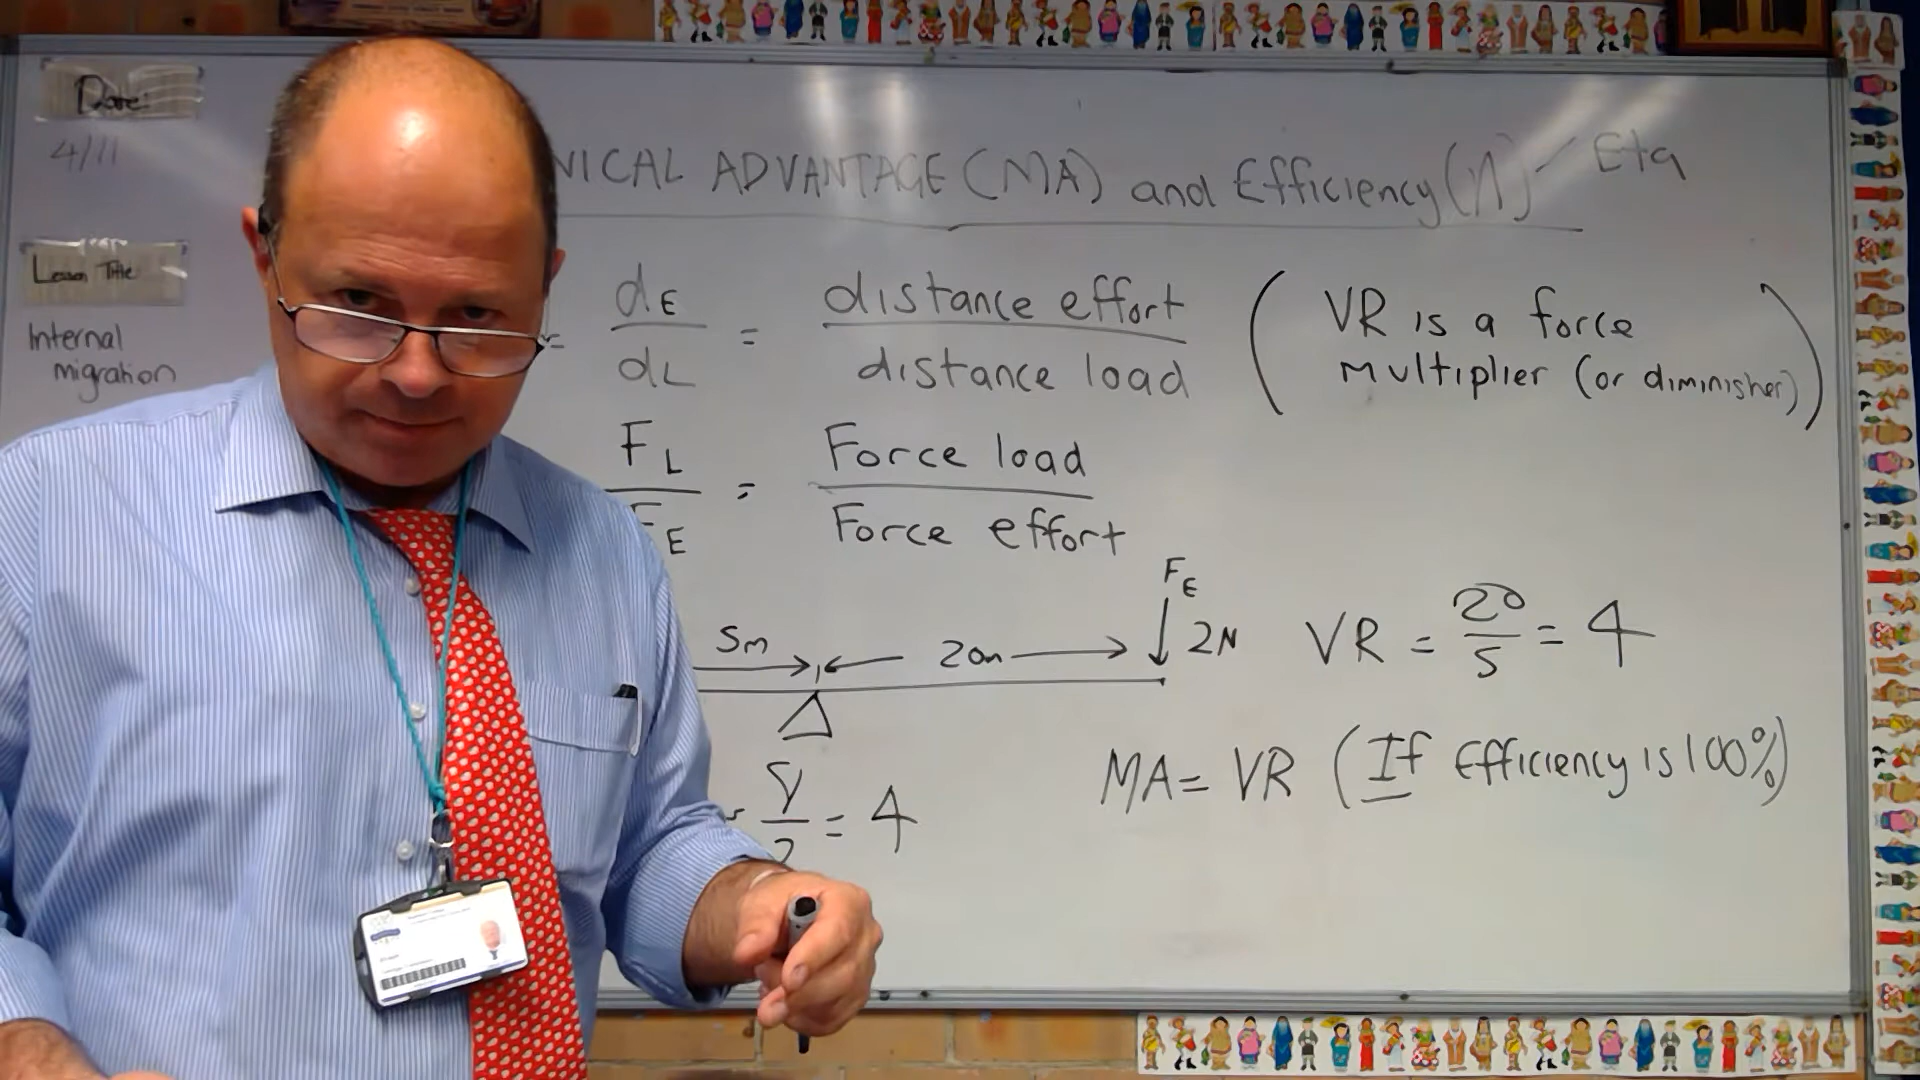 Date:
4/11
NICAL ADVANTAGE (MA) and Efficiency (η) Eta
Lesson Title
Internal
migration
= dE / dL = distance effort / distance load
(VR is a force
multiplier (or diminisher))
FL / FE = Force load / Force effort
FE
5m 20m 2N
VR = 20/5 = 4
Δ
MA = VR (If Efficiency is 100%)
= 8/2 = 4